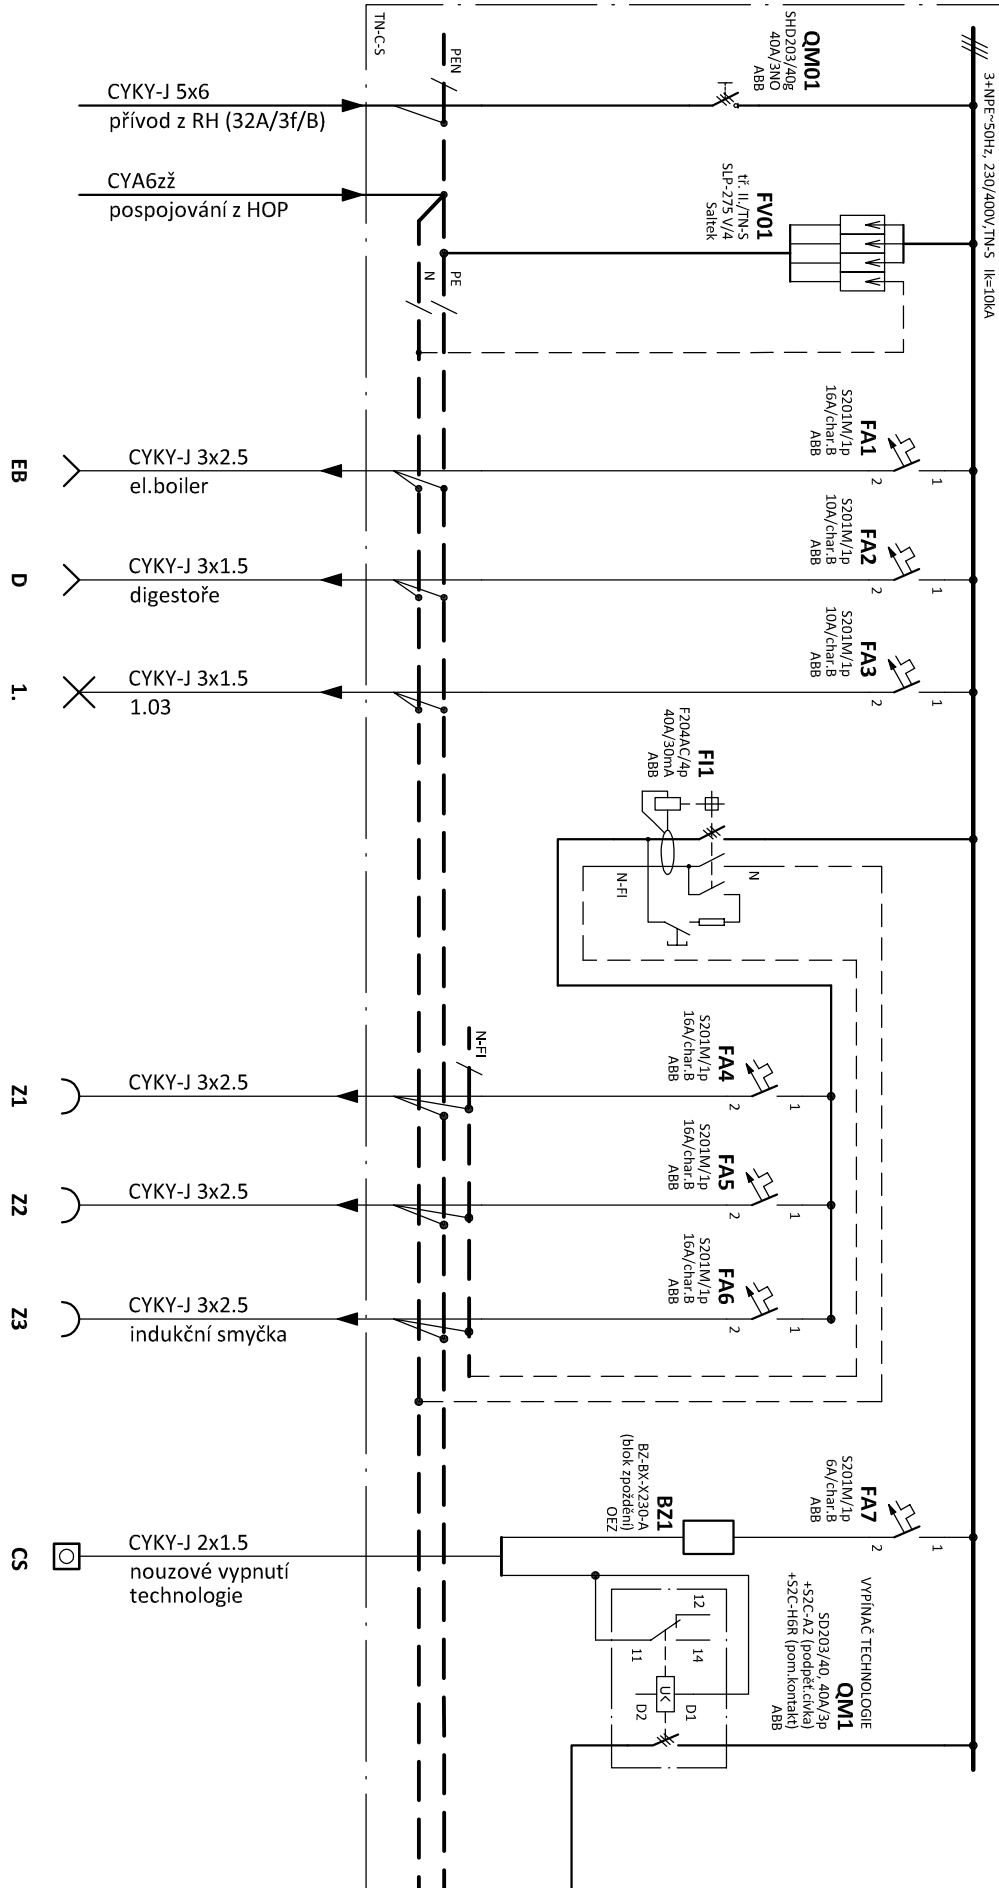 TN-C-S
PEN
QM01
SHD203/40g
40A/3NO
ABB
3+NPE~50Hz, 230/400V,TN-S Ik=10kA
CYKY-J 5x6
přívod z RH (32A/3f/B)
CYA6zž
pospojování z HOP
FV01
tř. II./TN-S
SLP-275 V/4
Saltek
N
PE
FA1
S201M/1p
16A/char.B
ABB
2
1
EB
CYKY-J 3x2.5
el.boiler
FA2
S201M/1p
10A/char.B
ABB
2
1
D
CYKY-J 3x1.5
digestoře
FA3
S201M/1p
10A/char.B
ABB
2
1
1.
CYKY-J 3x1.5
1.03
FI1
F204AC/4p
40A/30mA
ABB
N-FI
N
N-FI
FA4
S201M/1p
16A/char.B
ABB
2
1
Z1
CYKY-J 3x2.5
FA5
S201M/1p
16A/char.B
ABB
2
1
Z2
CYKY-J 3x2.5
FA6
S201M/1p
16A/char.B
ABB
2
1
Z3
CYKY-J 3x2.5
indukční smyčka
BZ1
BZ-BX-X230-A
(blok zpoždění)
OEZ
FA7
S201M/1p
6A/char.B
ABB
2
1
CS
CYKY-J 2x1.5
nouzové vypnutí
technologie
VYPÍNAČ TECHNOLOGIE
QM1
SD203/40, 40A/3p
+S2C-A2 (podpět.cívka)
+S2C-H6R (pom.kontakt)
ABB
12
11
14
UK
D2
D1